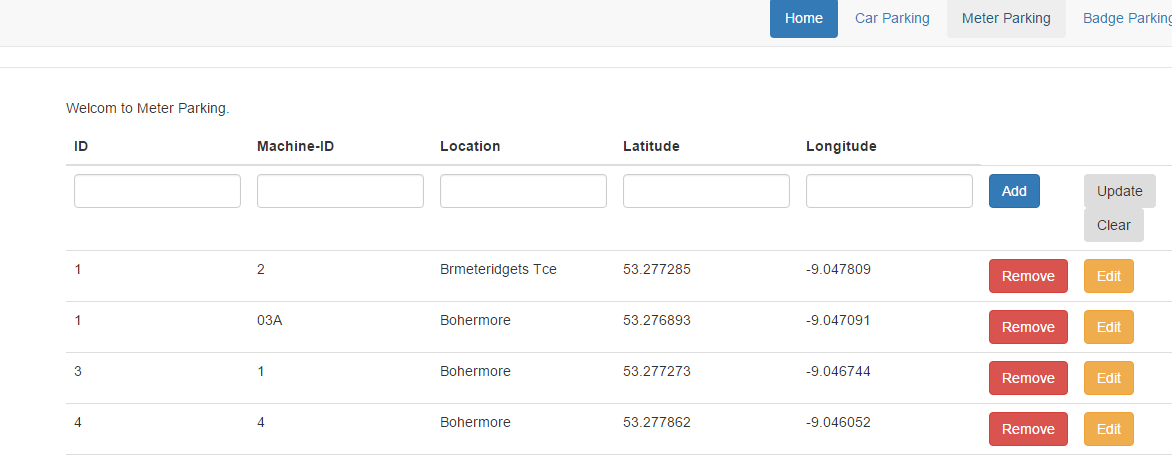 Home Car Parking Meter Parking Badge Parking
Welcom to Meter Parking.
ID Machine-ID Location Latitude Longitude
Add Update
Clear
1 2 Brmeteridgets Tce 53.277285 -9.047809 Remove Edit
1 03A Bohermore 53.276893 -9.047091 Remove Edit
3 1 Bohermore 53.277273 -9.046744 Remove Edit
4 4 Bohermore 53.277862 -9.046052 Remove Edit